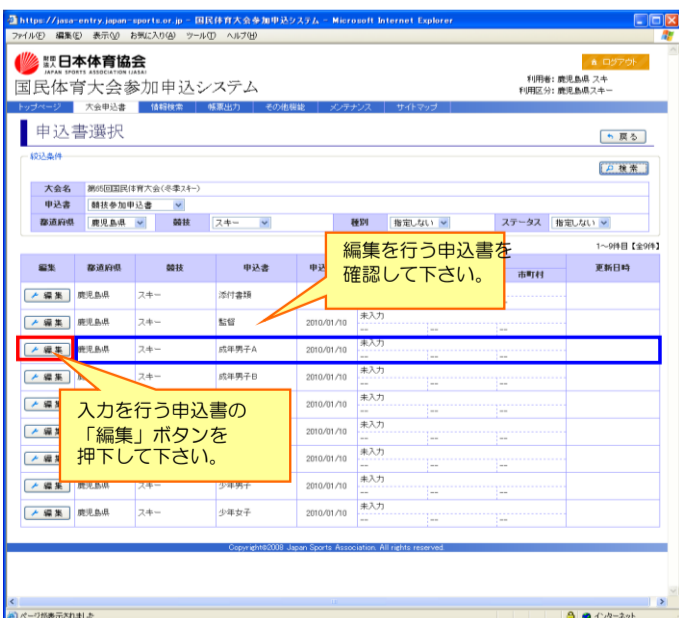 https://jasa-entry.japan-sports.or.jp - 国民体育大会参加申込システム - Microsoft Internet Explorer
ファイル(F) 編集(E) 表示(V) お気に入り(A) ツール(T) ヘルプ(H)
財団法人 日本体育協会
JAPAN SPORTS ASSOCIATION (JASA)
ログアウト
国民体育大会参加申込システム
利用者: 鹿児島県 スキー
利用区分: 鹿児島県スキー
トップページ 大会申込書 情報検索 帳票出力 その他機能 メンテナンス サイトマップ
申込書選択
戻る
絞込条件
検索
大会名 第65回国民体育大会(冬季スキー)
申込書 競技参加申込書
都道府県 鹿児島県 競技 スキー 種別 指定しない ステータス 指定しない
1～9件目【全9件】
編集を行う申込書を
確認して下さい。
編集 都道府県 競技 申込書 申込 市町村 更新日時
編集 鹿児島県 スキー 添付書類
編集 鹿児島県 スキー 監督 2010/01/10 未入力
-- -- --
編集 鹿児島県 スキー 成年男子A 2010/01/10 未入力
-- -- --
編集 スキー 成年男子B 2010/01/10 未入力
-- -- --
編集 2010/01/10 未入力
-- -- --
入力を行う申込書の
「編集」ボタンを
押下して下さい。
編集 2010/01/10 未入力
-- -- --
編集 2010/01/10 未入力
-- -- --
編集 鹿児島県 スキー 少年男子 2010/01/10 未入力
-- -- --
編集 鹿児島県 スキー 少年女子 2010/01/10 未入力
-- -- --
Copyright©2008 Japan Sports Association. All rights reserved.
ページが表示されました
インターネット